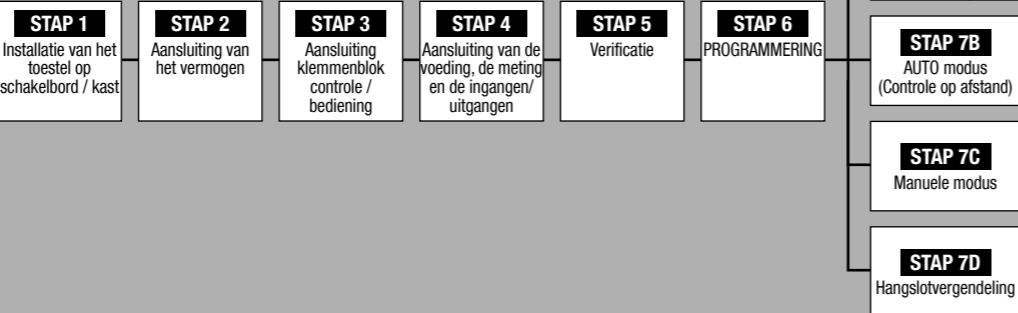 STAP 1
Installatie van het
toestel op
schakelbord / kast
STAP 2
Aansluiting van
het vermogen
STAP 3
Aansluiting
klemmenblok
controle /
bediening
STAP 4
Aansluiting van de
voeding, de meting
en de ingangen/
uitgangen
STAP 5
Verificatie
STAP 6
PROGRAMMERING
STAP 7B
AUTO modus
(Controle op afstand)
STAP 7C
Manuele modus
STAP 7D
Hangslotvergendeling